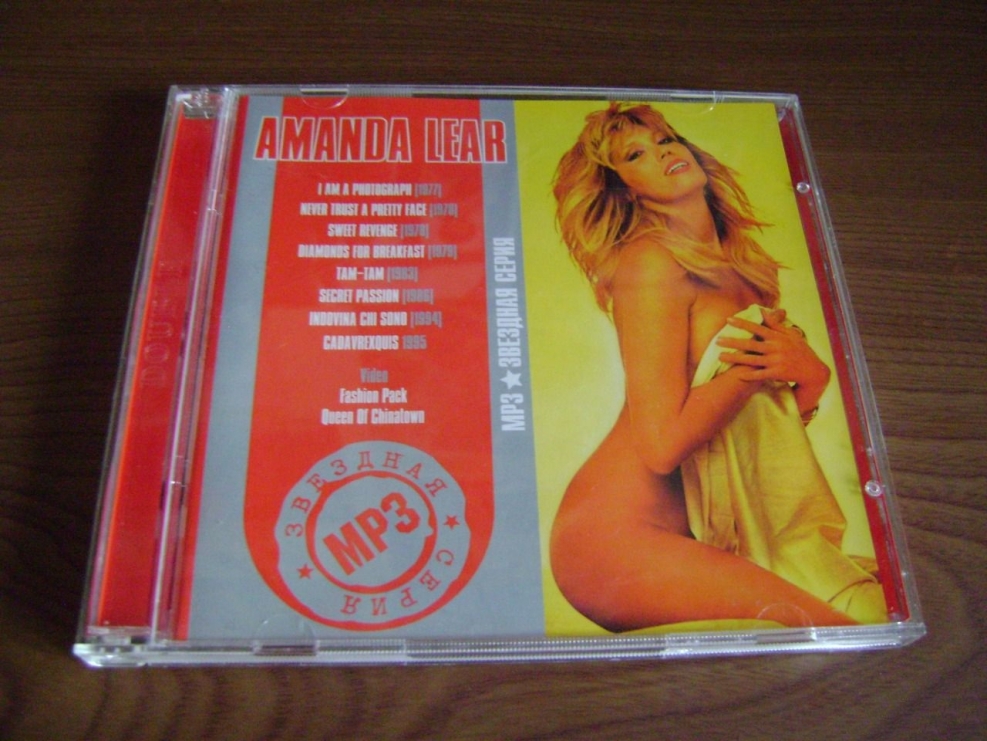 AMANDA LEAR
I AM A PHOTOGRAPH [1977]
NEVER TRUST A PRETTY FACE [1978]
SWEET REVENGE [1978]
DIAMONDS FOR BREAKFAST [1979]
TAM-TAM [1983]
SECRET PASSION [1986]
INDOVINA CHI SONO [1994]
CADAVREXQUIS 1995
Video
Fashion Pack
Queen Of Chinatown
MP3 ★ ЗВЕЗДНАЯ СЕРИЯ
ЗВЕЗДНАЯ
MP3
★ СЕРИЯ ★